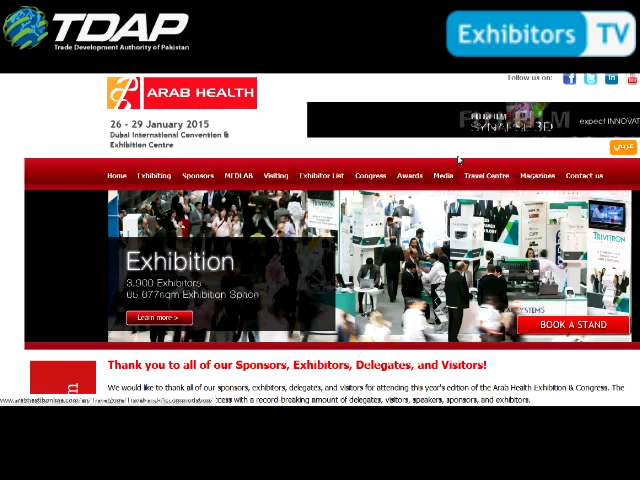 TDAP
Trade Development Authority of Pakistan
Exhibitors TV
Follow us on:
ARAB HEALTH
26 - 29 January 2015
Dubai International Convention &
Exhibition Centre
FUJIFILM
SYNAPSE 3D
expect INNOVAT
عربي
Home Exhibiting Sponsors MEDLAB Visiting Exhibitor List Congress Awards Media Travel Centre Magazines Contact us
TRIVITRON
Exhibition
3,900 Exhibitors
Exhibition Space
Learn more >
SYSTEMS
BOOK A STAND
Thank you to all of our Sponsors, Exhibitors, Delegates, and Visitors!
We would like to thank all of our sponsors, exhibitors, delegates, and visitors for attending this year's edition of the Arab Health Exhibition & Congress. The
with a record-breaking amount of delegates, visitors, speakers, sponsors, and exhibitors.